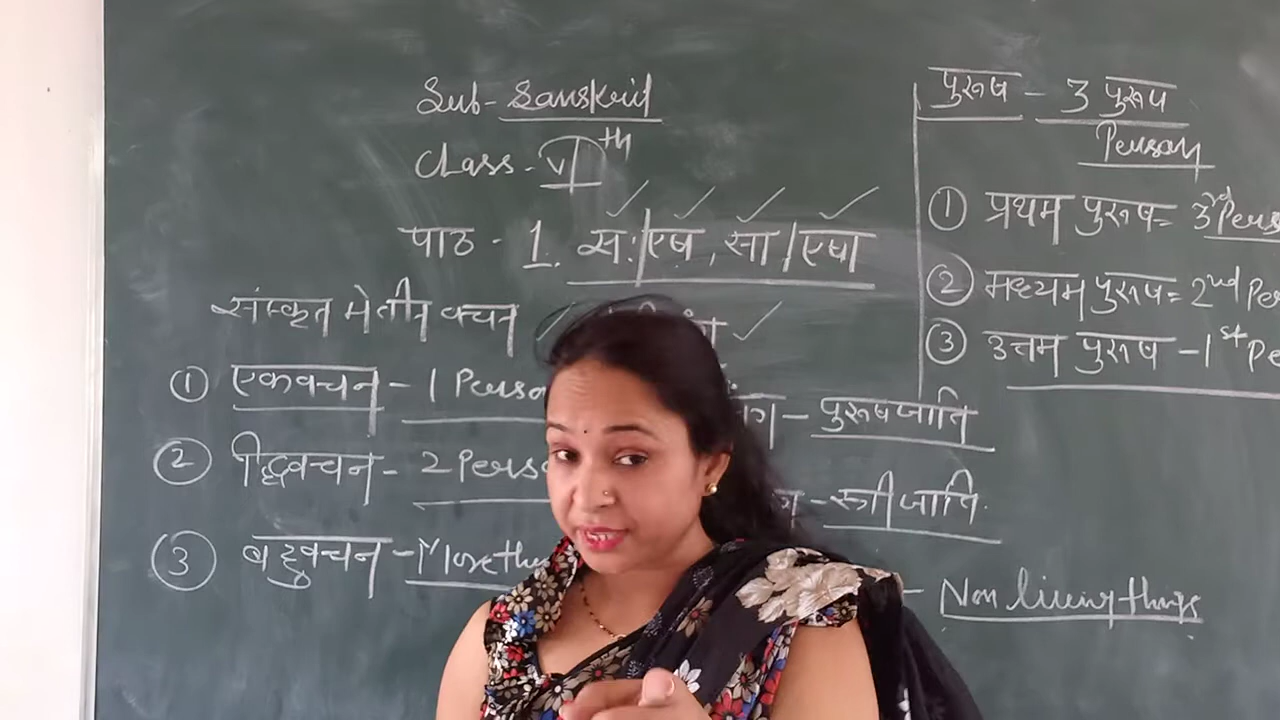 Sub-Sanskrit
Class-VIth
पाठ - 1. स:/एष, सा/एषा
संस्कृत मे तीन वचन
① एकवचन - 1 Perso
② द्विवचन - 2 Perso
③ बहुवचन - More tha
- पुरुषजाति
- स्त्रीजाति
- Non living things
पुरुष - 3 पुरुष
Person
① प्रथम पुरुष = 3rd Pers
② मध्यम पुरुष = 2nd Per
③ उत्तम पुरुष - 1st Pe